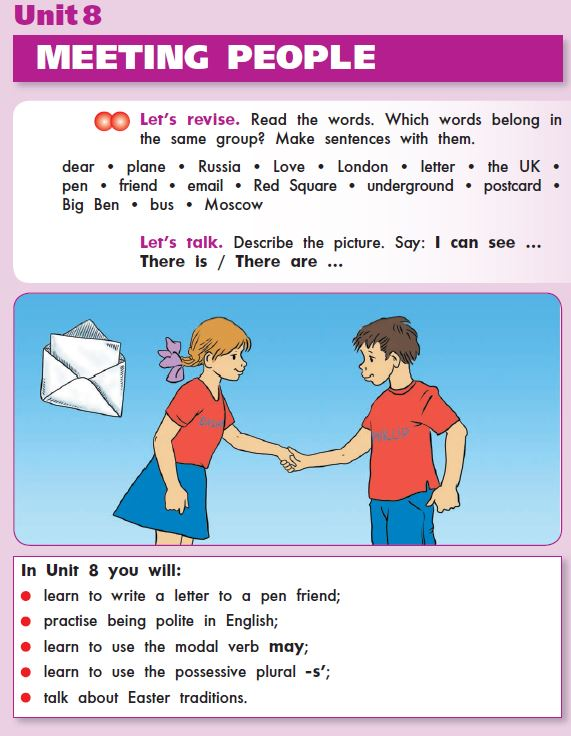 Unit 8
MEETING PEOPLE
Let's revise. Read the words. Which words belong in
the same group? Make sentences with them.
dear • plane • Russia • Love • London • letter • the UK •
pen • friend • email • Red Square • underground • postcard •
Big Ben • bus • Moscow
Let's talk. Describe the picture. Say: I can see ...
There is / There are ...
PHILLIP
In Unit 8 you will:
• learn to write a letter to a pen friend;
• practise being polite in English;
• learn to use the modal verb may;
• learn to use the possessive plural -s';
• talk about Easter traditions.